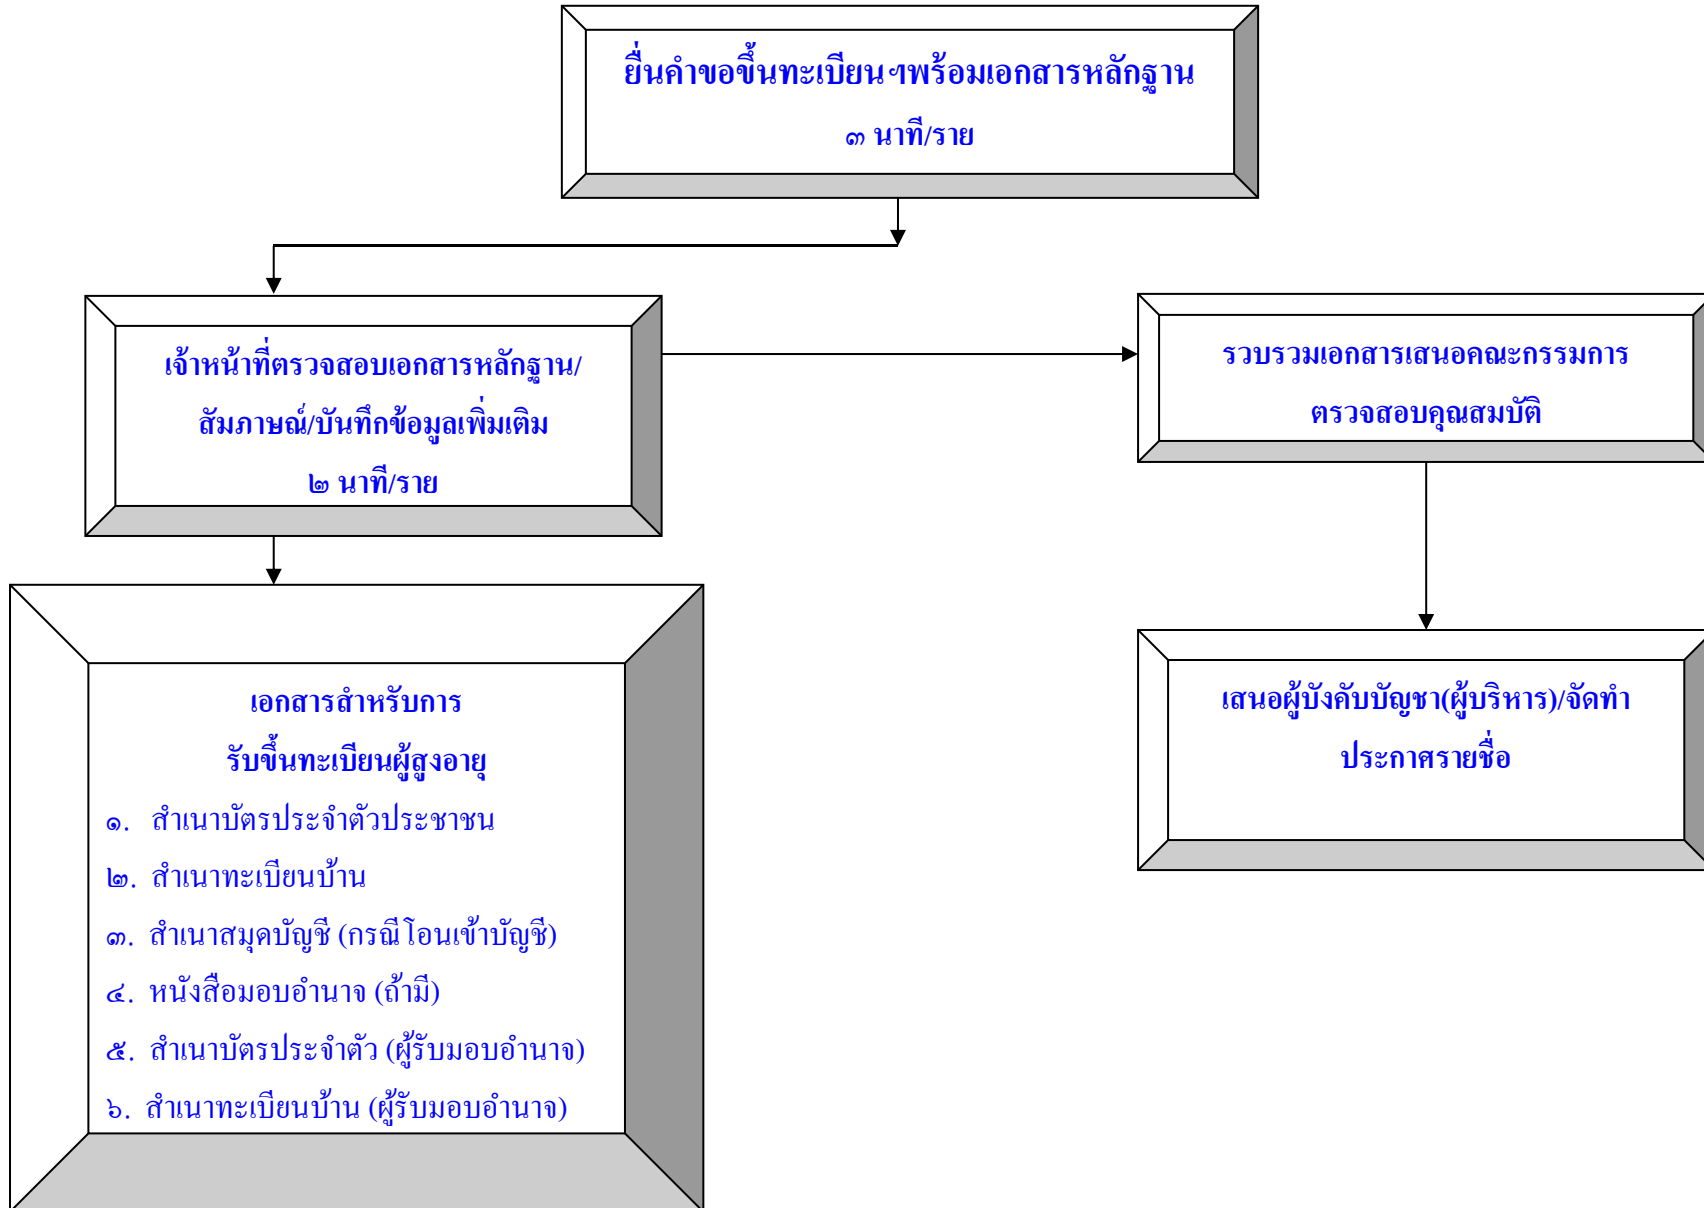 ยื่นคำขอขึ้นทะเบียนฯพร้อมเอกสารหลักฐาน
๓ นาที/ราย
เจ้าหน้าที่ตรวจสอบเอกสารหลักฐาน/
สัมภาษณ์/บันทึกข้อมูลเพิ่มเติม
๒ นาที/ราย
รวบรวมเอกสารเสนอคณะกรรมการ
ตรวจสอบคุณสมบัติ
เอกสารสำหรับการ
รับขึ้นทะเบียนผู้สูงอายุ
๑. สำเนาบัตรประจำตัวประชาชน
๒. สำเนาทะเบียนบ้าน
๓. สำเนาสมุดบัญชี (กรณีโอนเข้าบัญชี)
๔. หนังสือมอบอำนาจ (ถ้ามี)
๕. สำเนาบัตรประจำตัว (ผู้รับมอบอำนาจ)
๖. สำเนาทะเบียนบ้าน (ผู้รับมอบอำนาจ)
เสนอผู้บังคับบัญชา(ผู้บริหาร)/จัดทำ
ประกาศรายชื่อ